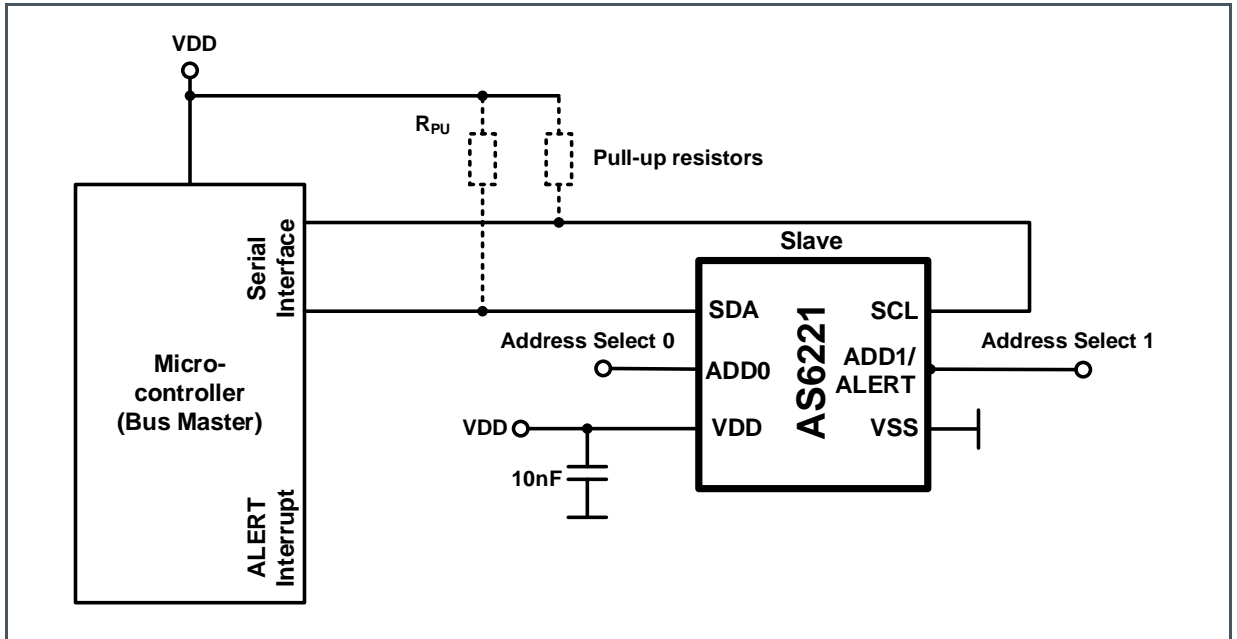 VDD
RPU
Pull-up resistors
Serial
Interface
Slave
SDA
SCL
Address Select 0
Address Select 1
ADD0
ADD1/
ALERT
AS6221
Micro-
controller
(Bus Master)
VDD
VDD
VSS
10nF
ALERT
Interrupt